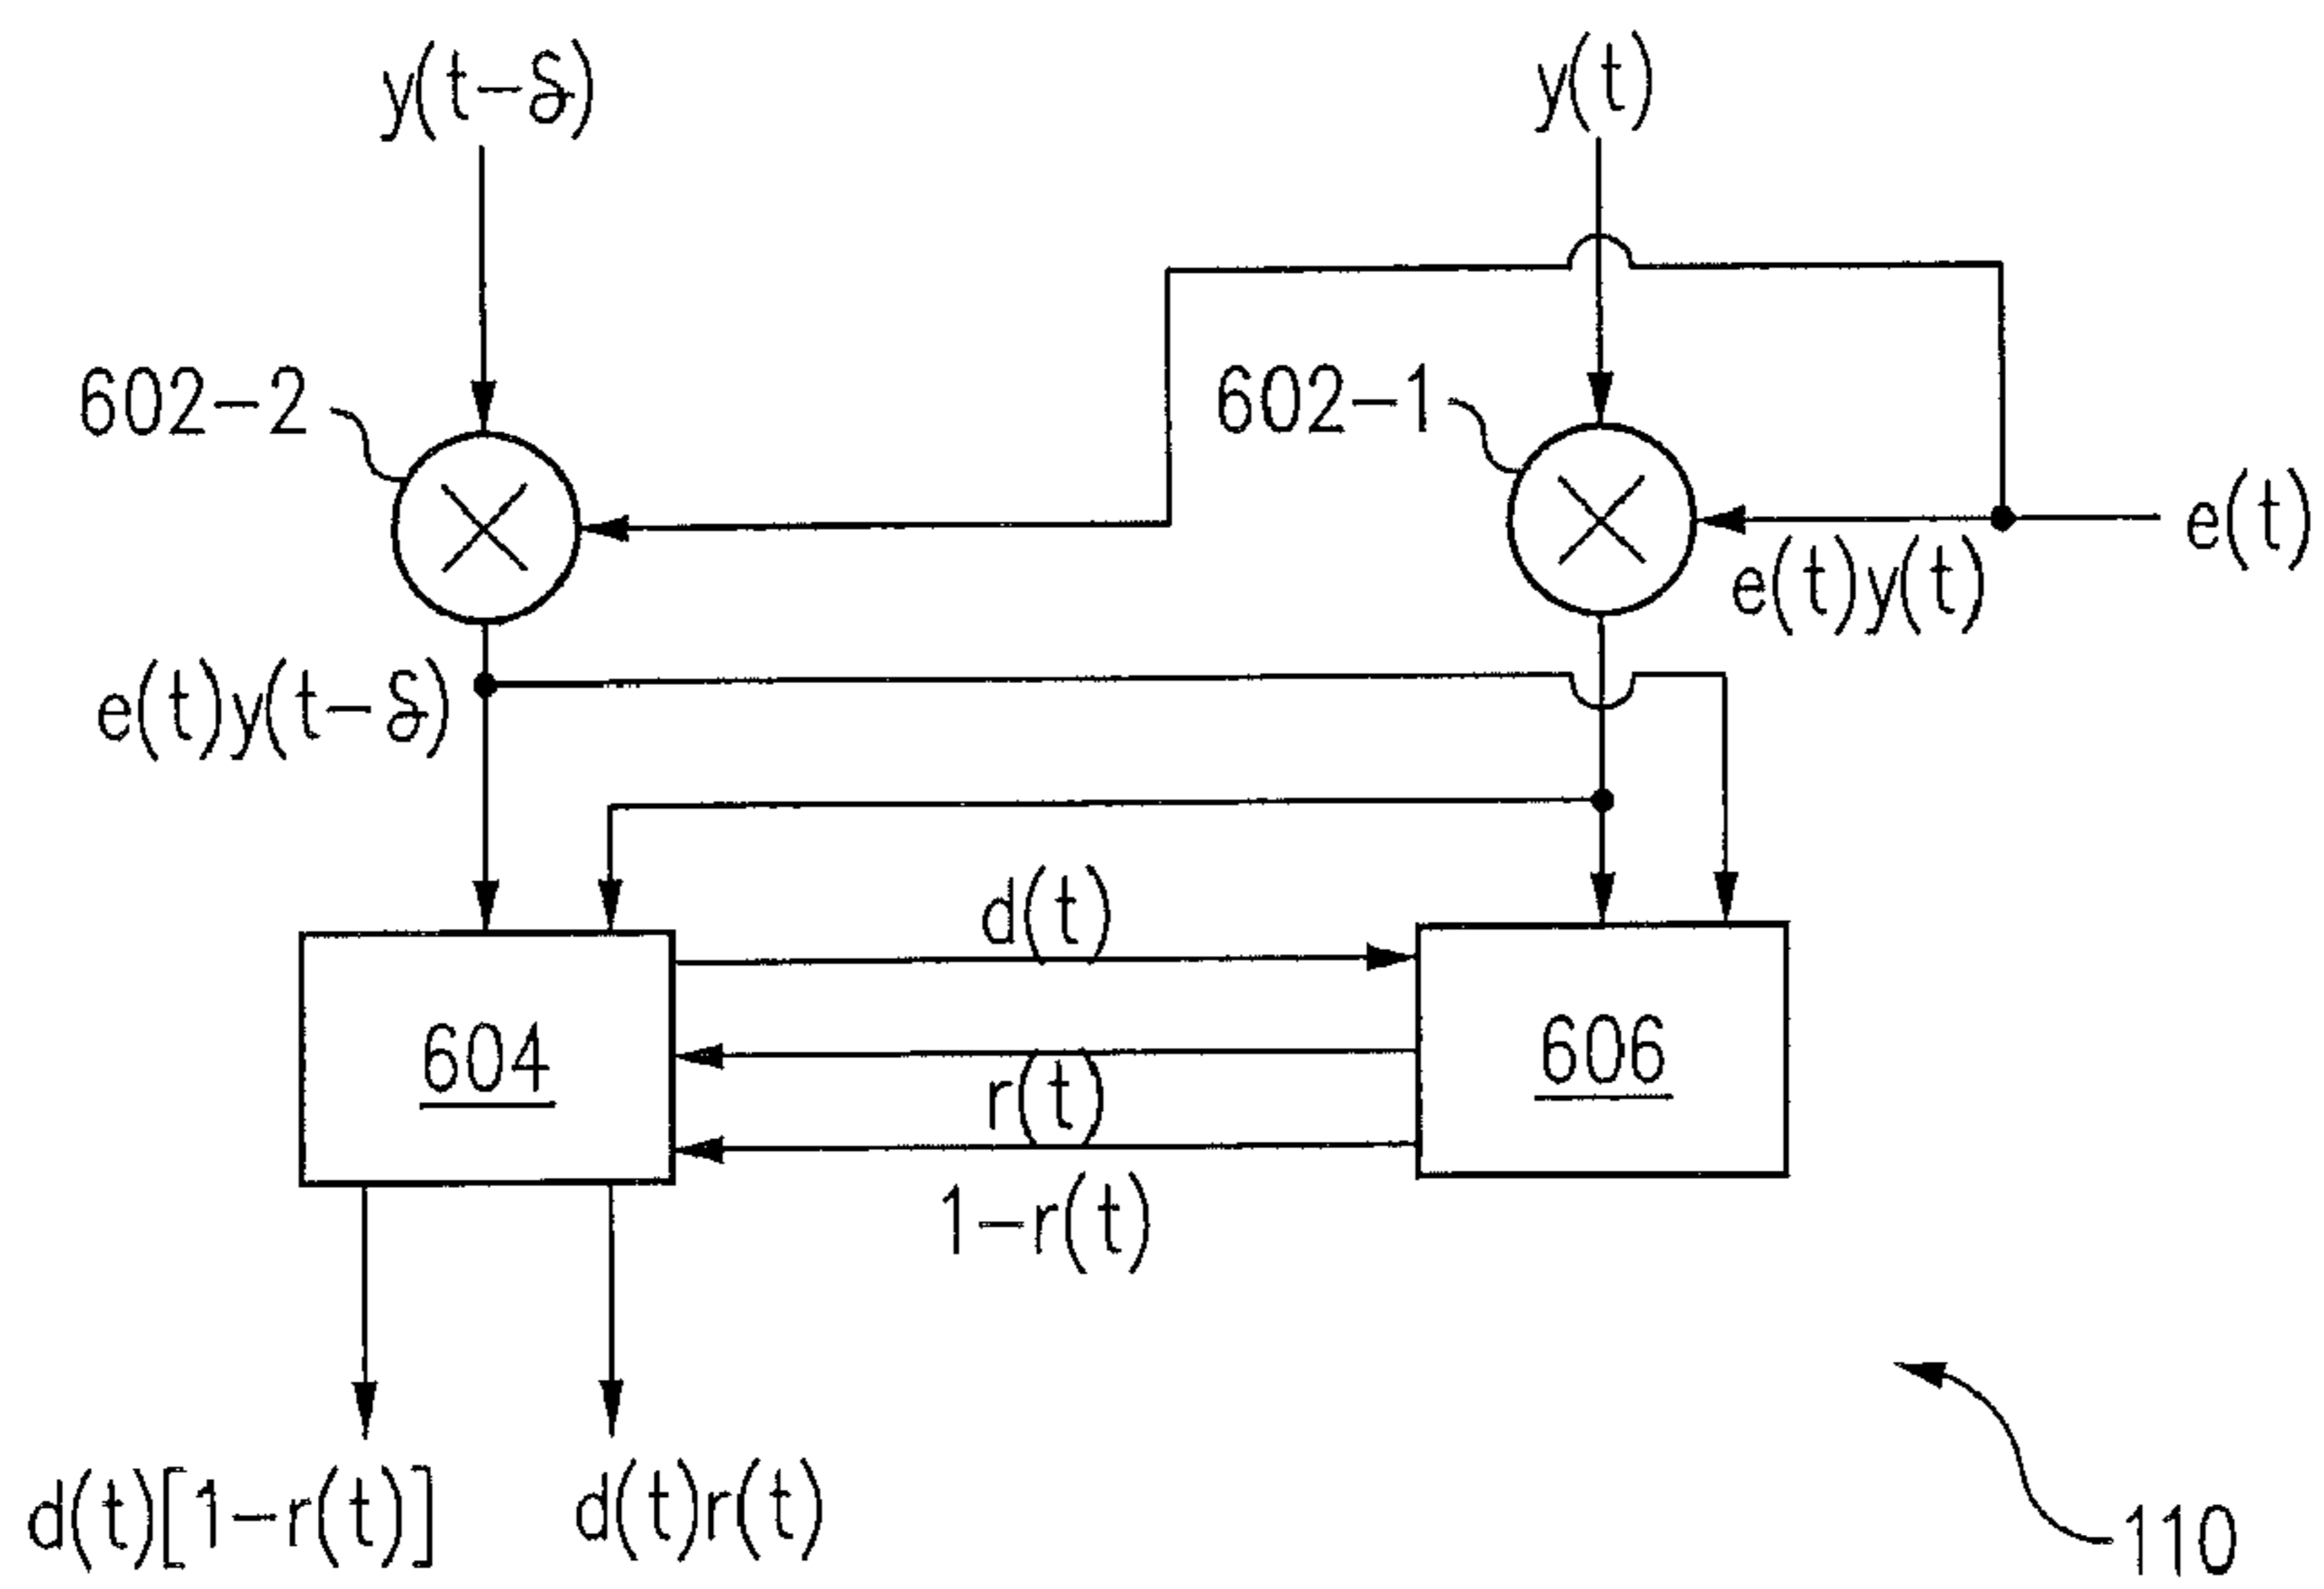 y(t-δ)
y(t)
602-2
602-1
e(t)
e(t)y(t)
e(t)y(t-δ)
d(t)
604
606
r(t)
1-r(t)
d(t)[1-r(t)]
d(t)r(t)
110